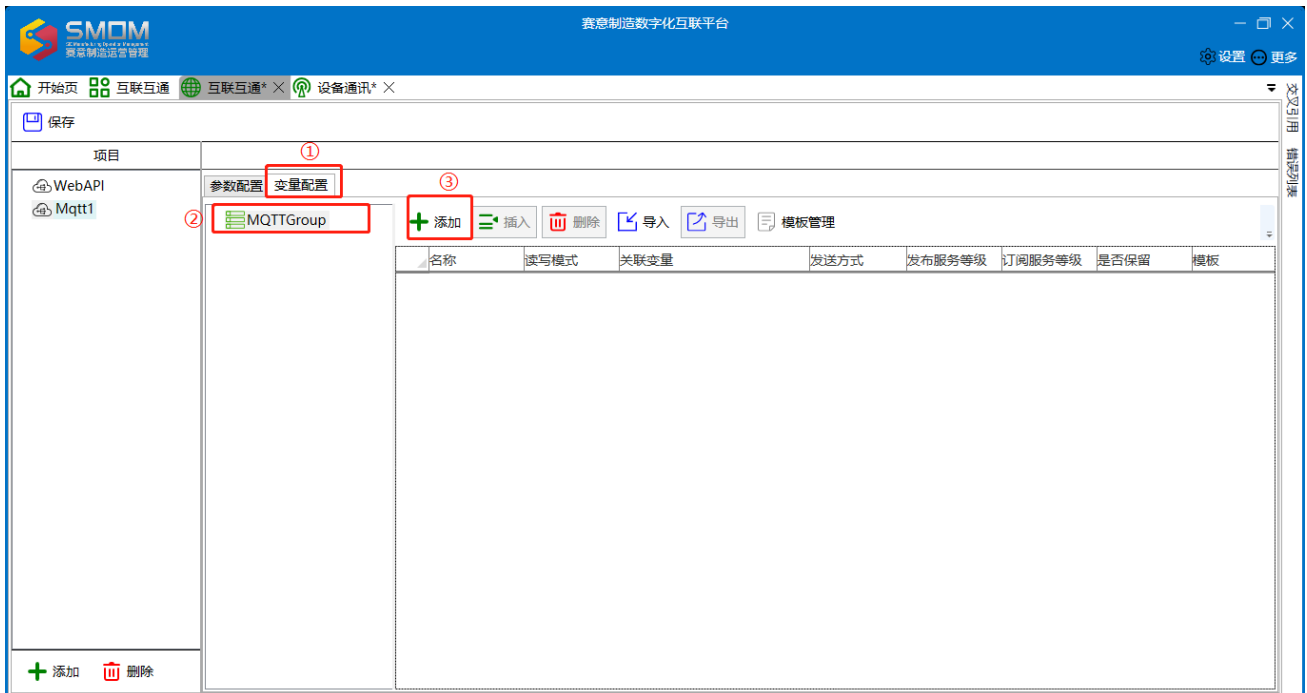 SMOM
赛意制造运营管理
赛意制造数字化互联平台
设置 更多
开始页 互联互通 互联互通* 设备通讯*
交叉引用 错误列表
保存
项目
①
WebAPI
Mqtt1
参数配置 变量配置
②
MQTTGroup
③
添加 插入 删除 导入 导出 模板管理
名称 读写模式 关联变量 发送方式 发布服务等级 订阅服务等级 是否保留 模板
添加 删除